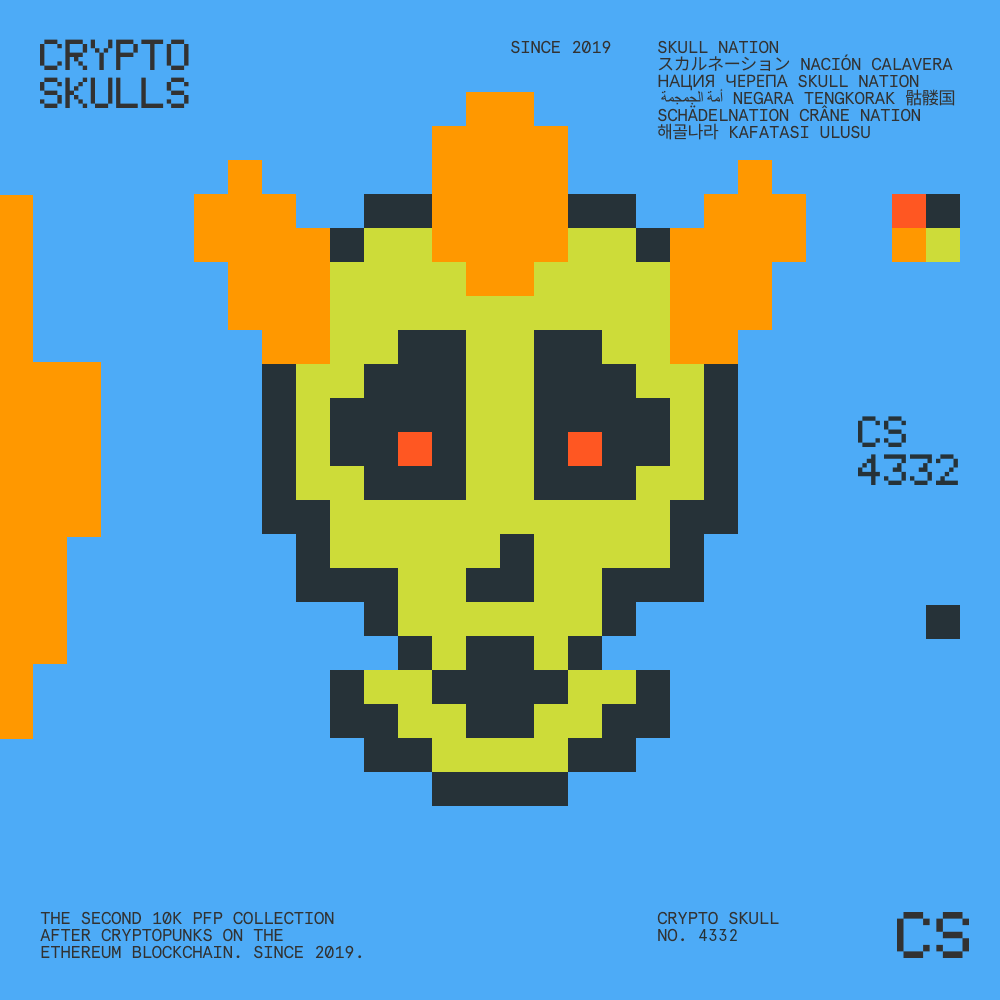 CRYPTO
SKULLS
SINCE 2019
SKULL NATION
スカルネーション NACIÓN CALAVERA
НАЦИЯ ЧЕРЕПА SKULL NATION
أمة الجمجمة NEGARA TENGKORAK 骷髅国
SCHÄDELNATION CRÂNE NATION
해골나라 KAFATASI ULUSU
CS
4332
THE SECOND 10K PFP COLLECTION
AFTER CRYPTOPUNKS ON THE
ETHEREUM BLOCKCHAIN. SINCE 2019.
CRYPTO SKULL
NO. 4332
CS